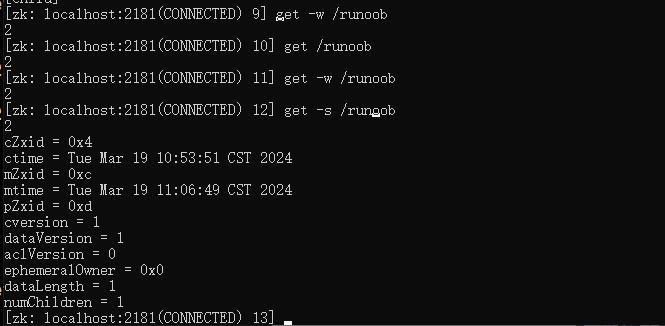 [zk: localhost:2181(CONNECTED) 9] get -w /runoob
2
[zk: localhost:2181(CONNECTED) 10] get /runoob
2
[zk: localhost:2181(CONNECTED) 11] get -w /runoob
2
[zk: localhost:2181(CONNECTED) 12] get -s /runoob
2
cZxid = 0x4
ctime = Tue Mar 19 10:53:51 CST 2024
mZxid = 0xc
mtime = Tue Mar 19 11:06:49 CST 2024
pZxid = 0xd
cversion = 1
dataVersion = 1
aclVersion = 0
ephemeralOwner = 0x0
dataLength = 1
numChildren = 1
[zk: localhost:2181(CONNECTED) 13]